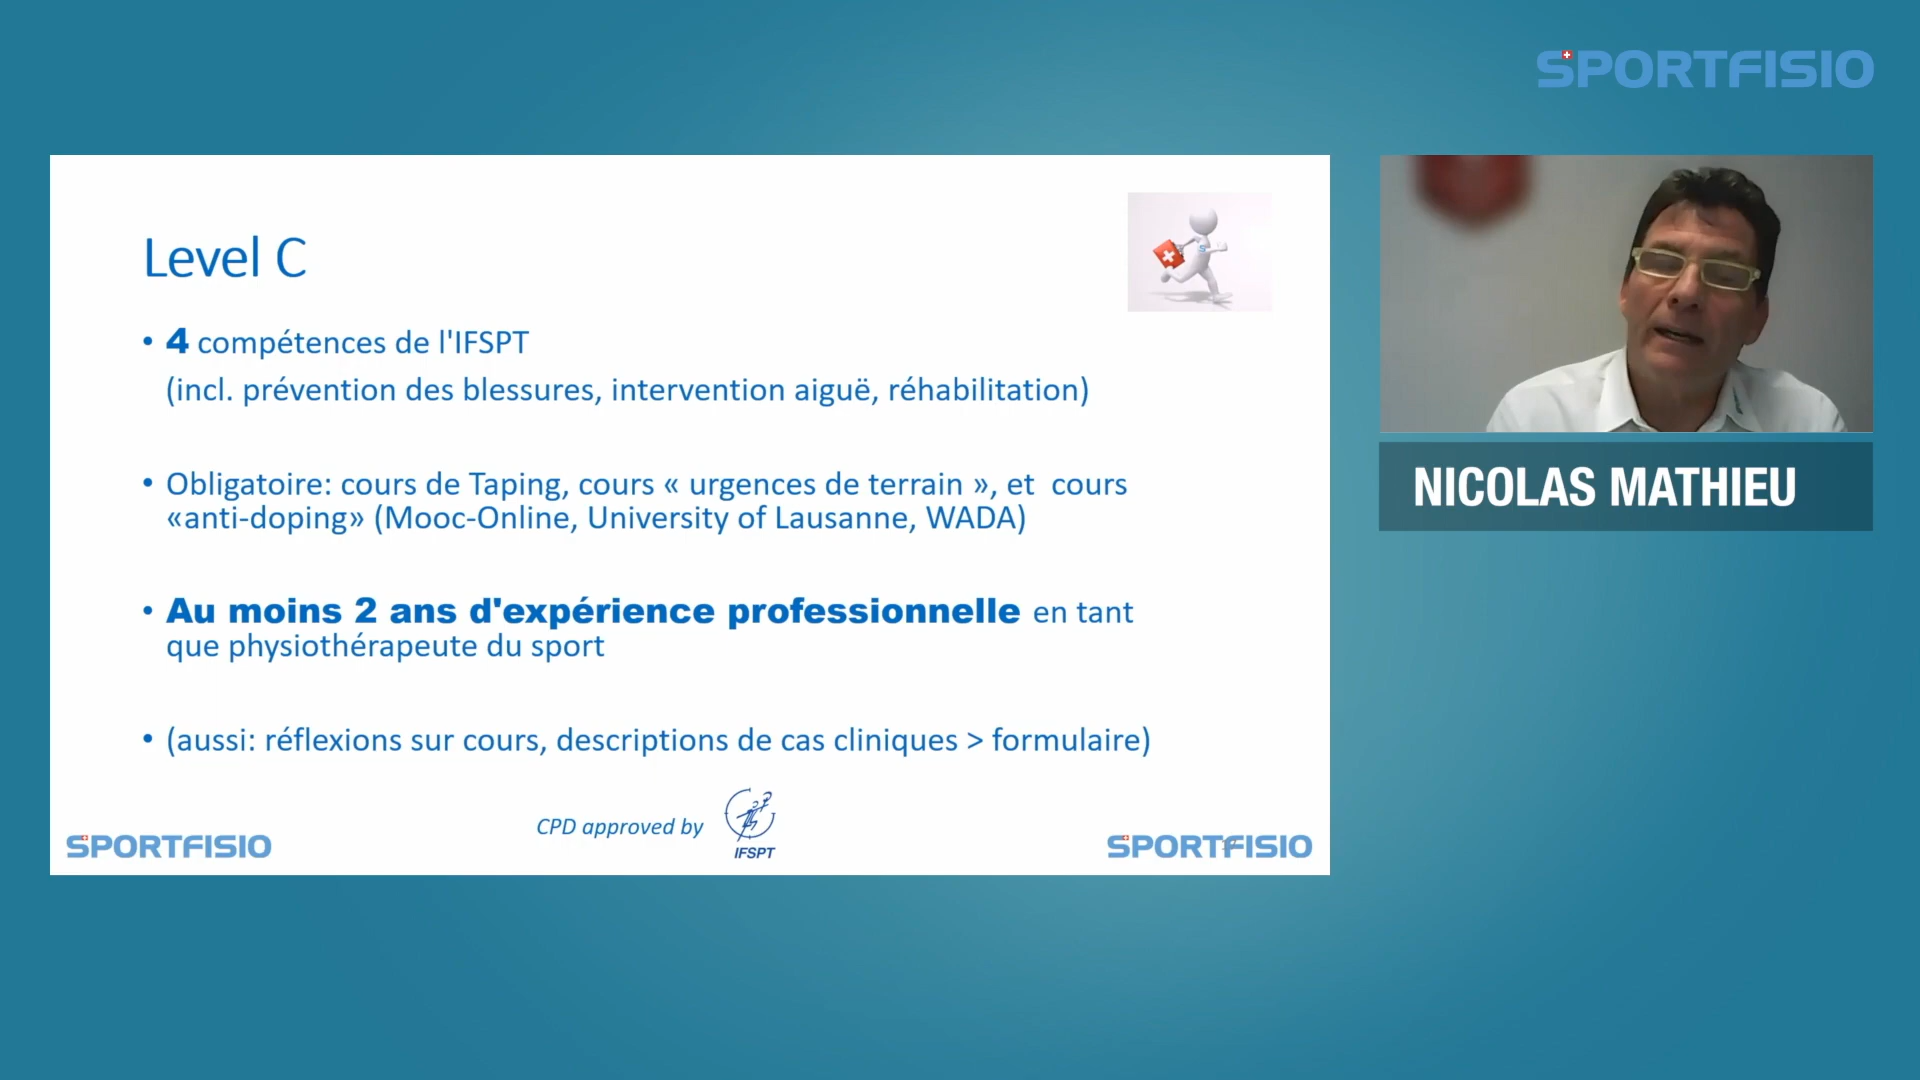 SPORTFISIO
Level C
• 4 compétences de l'IFSPT
(incl. prévention des blessures, intervention aiguë, réhabilitation)
• Obligatoire: cours de Taping, cours « urgences de terrain », et  cours
«anti-doping» (Mooc-Online, University of Lausanne, WADA)
• Au moins 2 ans d'expérience professionnelle en tant
que physiothérapeute du sport
• (aussi: réflexions sur cours, descriptions de cas cliniques > formulaire)
CPD approved by
IFSPT
SPORTFISIO
SPORTFISIO
NICOLAS MATHIEU